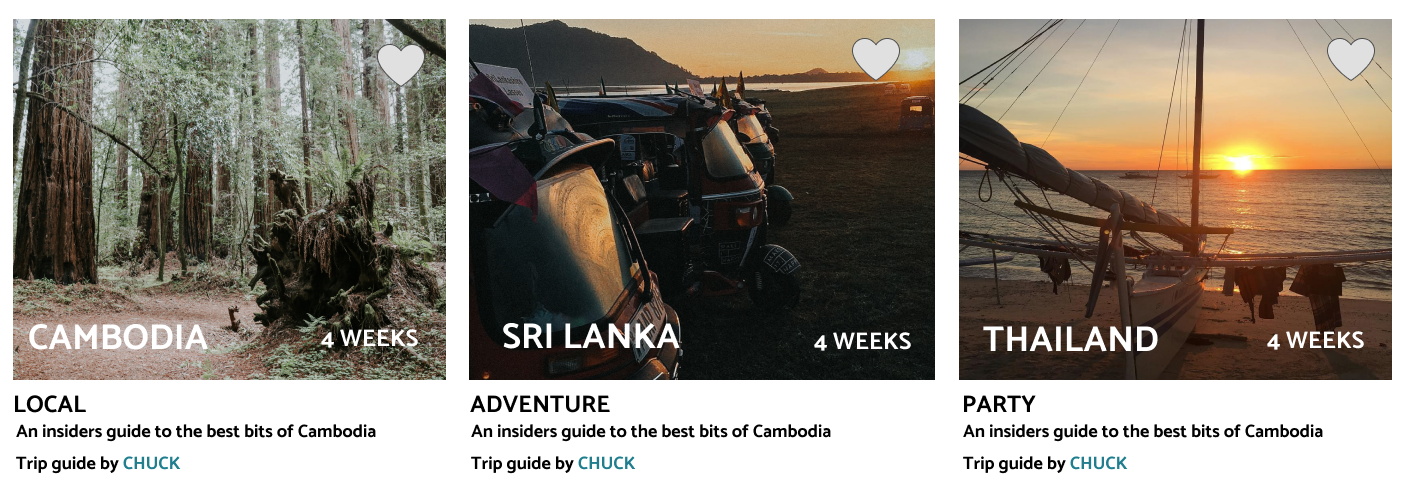 CAMBODIA
4 WEEKS
LOCAL
An insiders guide to the best bits of Cambodia
Trip guide by CHUCK
SRI LANKA
4 WEEKS
ADVENTURE
An insiders guide to the best bits of Cambodia
Trip guide by CHUCK
THAILAND
4 WEEKS
PARTY
An insiders guide to the best bits of Cambodia
Trip guide by CHUCK